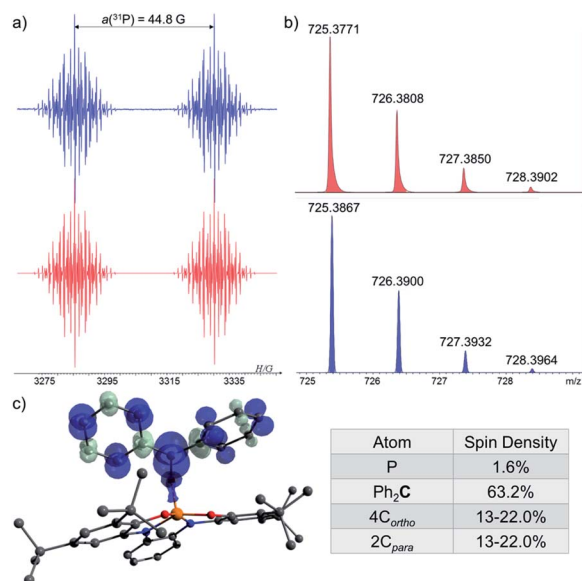 a)
a(³¹P) = 44.8 G
3275 3295 3315 3335
H/G
b)
725.3771
726.3808
727.3850
728.3902
725.3867
726.3900
727.3932
728.3964
725 726 727 728 m/z
c)
Atom Spin Density
P 1.6%
Ph₂C 63.2%
4Cortho 13-22.0%
2Cpara 13-22.0%